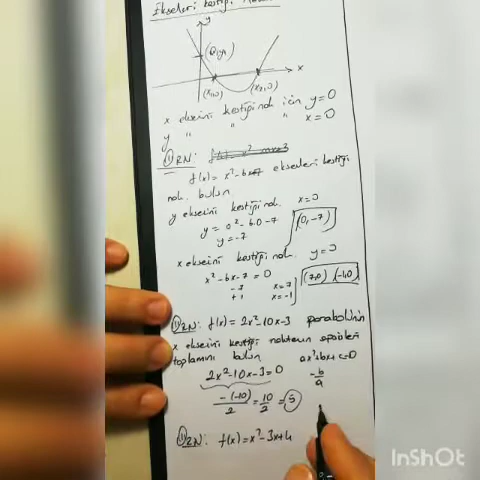 Ekseleri kestiği
y
(0,y1)
x
(x1,0) (x2,0)
x eksenini kestiği nok için y=0
y " " " x=0
ÖRN:
f(x) = x²-6x-7 eksenleri kestiği
nok. bulun
y eksenini kestiği nok. x=0
y = 0²-6.0-7
y=-7
(0,-7)
x eksenini kestiği nok. y=0
x²-6x-7=0
-7 x=7
+1 x=-1
(7,0) (-1,0)
ÖRN: f(x)=2x²-10x-3 parabolünün
x eksenini kestiği noktaların apsisleri
toplamını bulun
ax²+bx+c=0
2x²-10x-3=0
-b/a
-(-10)/2 = 10/2 = 5
ÖRN: f(x)=x²-3x+4
InShOt